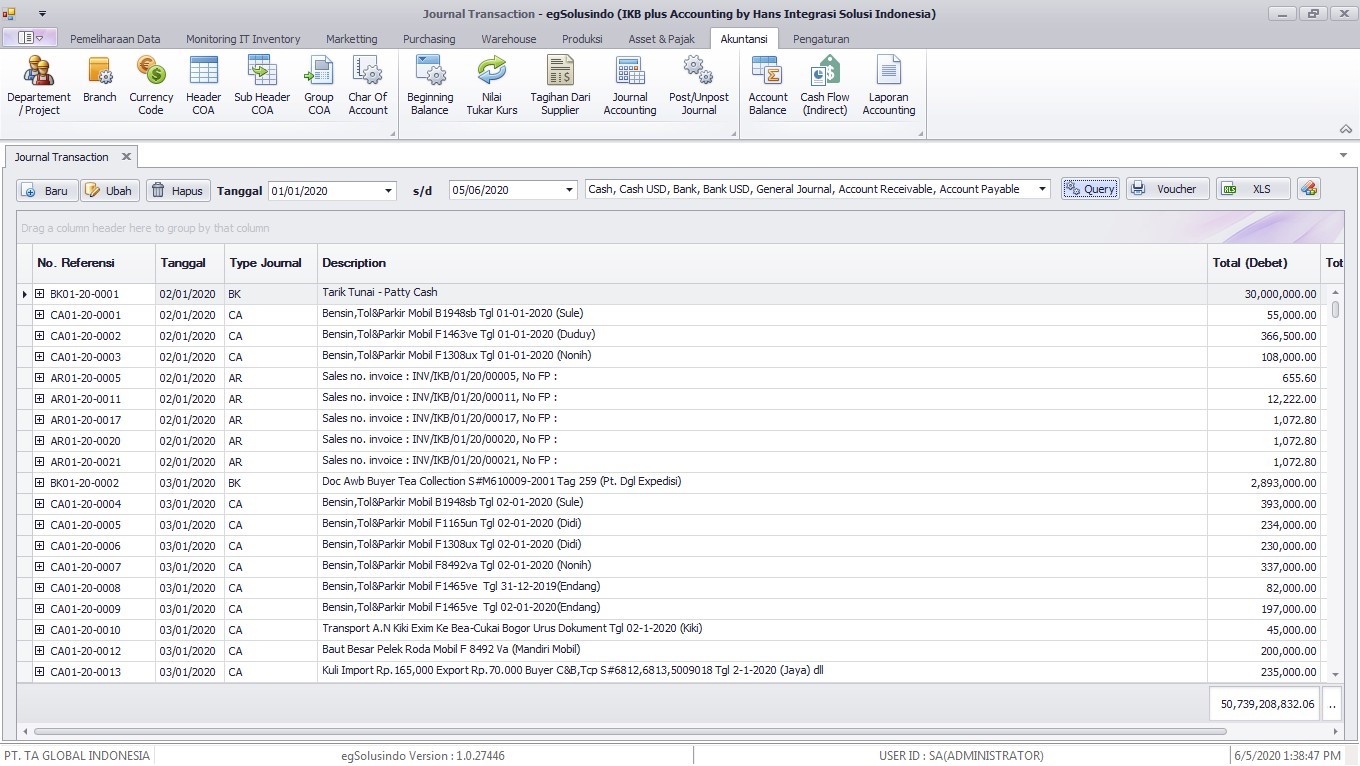 Journal Transaction - egSolusindo (IKB plus Accounting by Hans Integrasi Solusi Indonesia)
Pemeliharaan Data Monitoring IT Inventory Marketting Purchasing Warehouse Produksi Asset & Pajak Akuntansi Pengaturan
Departement / Project
Branch
Currency Code
Header COA
Sub Header COA
Group COA
Char Of Account
Beginning Balance
Nilai Tukar Kurs
Tagihan Dari Supplier
Journal Accounting
Post/Unpost Journal
Account Balance
Cash Flow (Indirect)
Laporan Accounting
Journal Transaction
Baru Ubah Hapus Tanggal 01/01/2020 s/d 05/06/2020 Cash, Cash USD, Bank, Bank USD, General Journal, Account Receivable, Account Payable Query Voucher XLS XLS
Drag a column header here to group by that column
No. Referensi Tanggal Type Journal Description Total (Debet) Tot
BK01-20-0001 02/01/2020 BK Tarik Tunai - Patty Cash 30,000,000.00
CA01-20-0001 02/01/2020 CA Bensin,Tol&Parkir Mobil B1948sb Tgl 01-01-2020 (Sule) 55,000.00
CA01-20-0002 02/01/2020 CA Bensin,Tol&Parkir Mobil F1463ve Tgl 01-01-2020 (Duduy) 366,500.00
CA01-20-0003 02/01/2020 CA Bensin,Tol&Parkir Mobil F1308ux Tgl 01-01-2020 (Nonih) 108,000.00
AR01-20-0005 02/01/2020 AR Sales no. invoice : INV/IKB/01/20/00005, No FP : 655.60
AR01-20-0011 02/01/2020 AR Sales no. invoice : INV/IKB/01/20/00011, No FP : 12,222.00
AR01-20-0017 02/01/2020 AR Sales no. invoice : INV/IKB/01/20/00017, No FP : 1,072.80
AR01-20-0020 02/01/2020 AR Sales no. invoice : INV/IKB/01/20/00020, No FP : 1,072.80
AR01-20-0021 02/01/2020 AR Sales no. invoice : INV/IKB/01/20/00021, No FP : 1,072.80
BK01-20-0002 03/01/2020 BK Doc Awb Buyer Tea Collection S#M610009-2001 Tag 259 (Pt. Dgl Expedisi) 2,893,000.00
CA01-20-0004 03/01/2020 CA Bensin,Tol&Parkir Mobil B1948sb Tgl 02-01-2020 (Sule) 393,000.00
CA01-20-0005 03/01/2020 CA Bensin,Tol&Parkir Mobil F1165un Tgl 02-01-2020 (Didi) 234,000.00
CA01-20-0006 03/01/2020 CA Bensin,Tol&Parkir Mobil F1308ux Tgl 02-01-2020 (Didi) 230,000.00
CA01-20-0007 03/01/2020 CA Bensin,Tol&Parkir Mobil F8492va Tgl 02-01-2020 (Nonih) 337,000.00
CA01-20-0008 03/01/2020 CA Bensin,Tol&Parkir Mobil F1465ve Tgl 31-12-2019(Endang) 82,000.00
CA01-20-0009 03/01/2020 CA Bensin,Tol&Parkir Mobil F1465ve Tgl 02-01-2020(Endang) 197,000.00
CA01-20-0010 03/01/2020 CA Transport A.N Kiki Exim Ke Bea-Cukai Bogor Urus Dokument Tgl 02-1-2020 (Kiki) 45,000.00
CA01-20-0012 03/01/2020 CA Baut Besar Pelek Roda Mobil F 8492 Va (Mandiri Mobil) 200,000.00
CA01-20-0013 03/01/2020 CA Kuli Import Rp.165,000 Export Rp.70.000 Buyer C&B,Tcp S#6812,6813,5009018 Tgl 2-1-2020 (Jaya) dll 235,000.00
50,739,208,832.06 ..
PT. TA GLOBAL INDONESIA egSolusindo Version : 1.0.27446 USER ID : SA(ADMINISTRATOR) 6/5/2020 1:38:47 PM